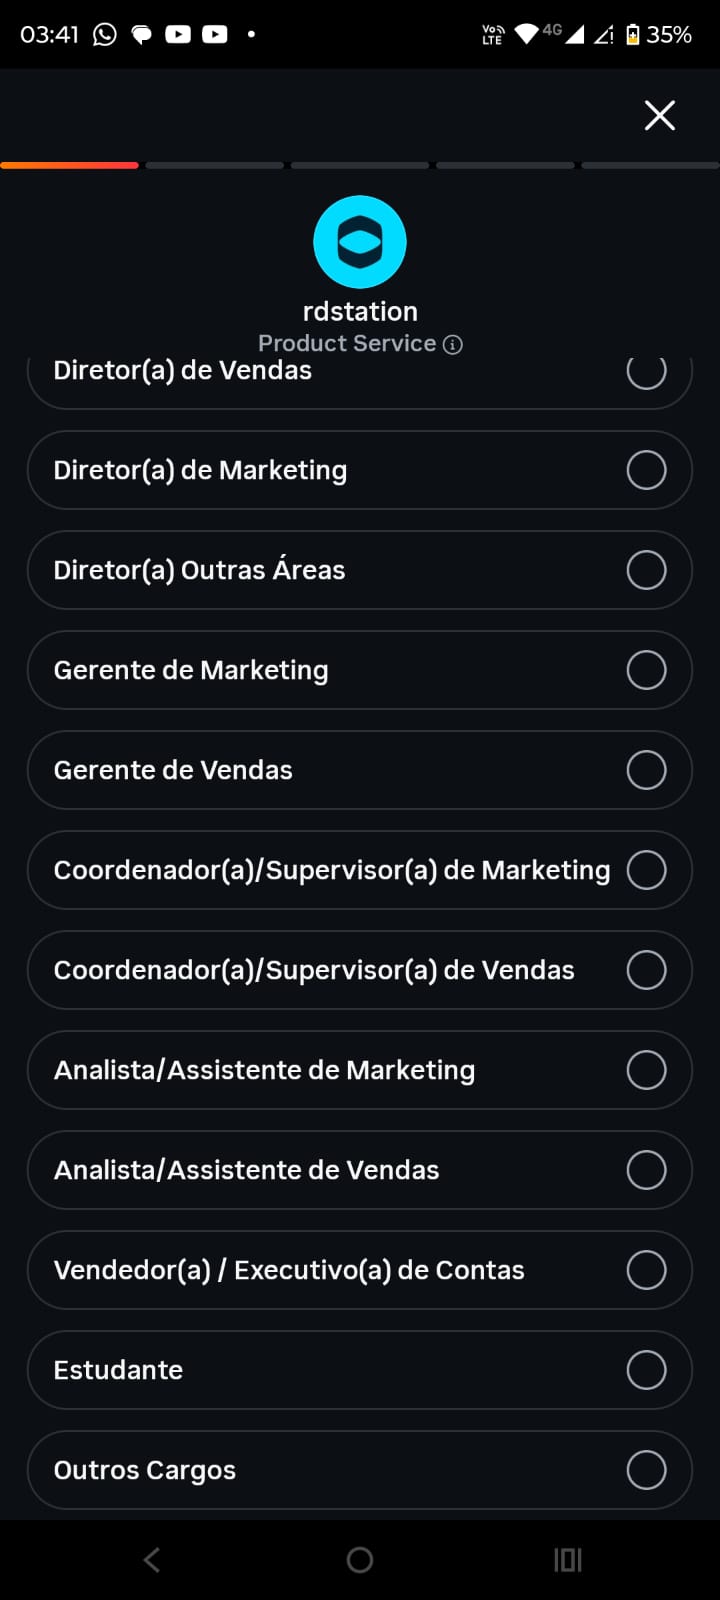 03:41
Vo)) LTE 4G 35%
rdstation
Product Service
Diretor(a) de Vendas
Diretor(a) de Marketing
Diretor(a) Outras Áreas
Gerente de Marketing
Gerente de Vendas
Coordenador(a)/Supervisor(a) de Marketing
Coordenador(a)/Supervisor(a) de Vendas
Analista/Assistente de Marketing
Analista/Assistente de Vendas
Vendedor(a) / Executivo(a) de Contas
Estudante
Outros Cargos